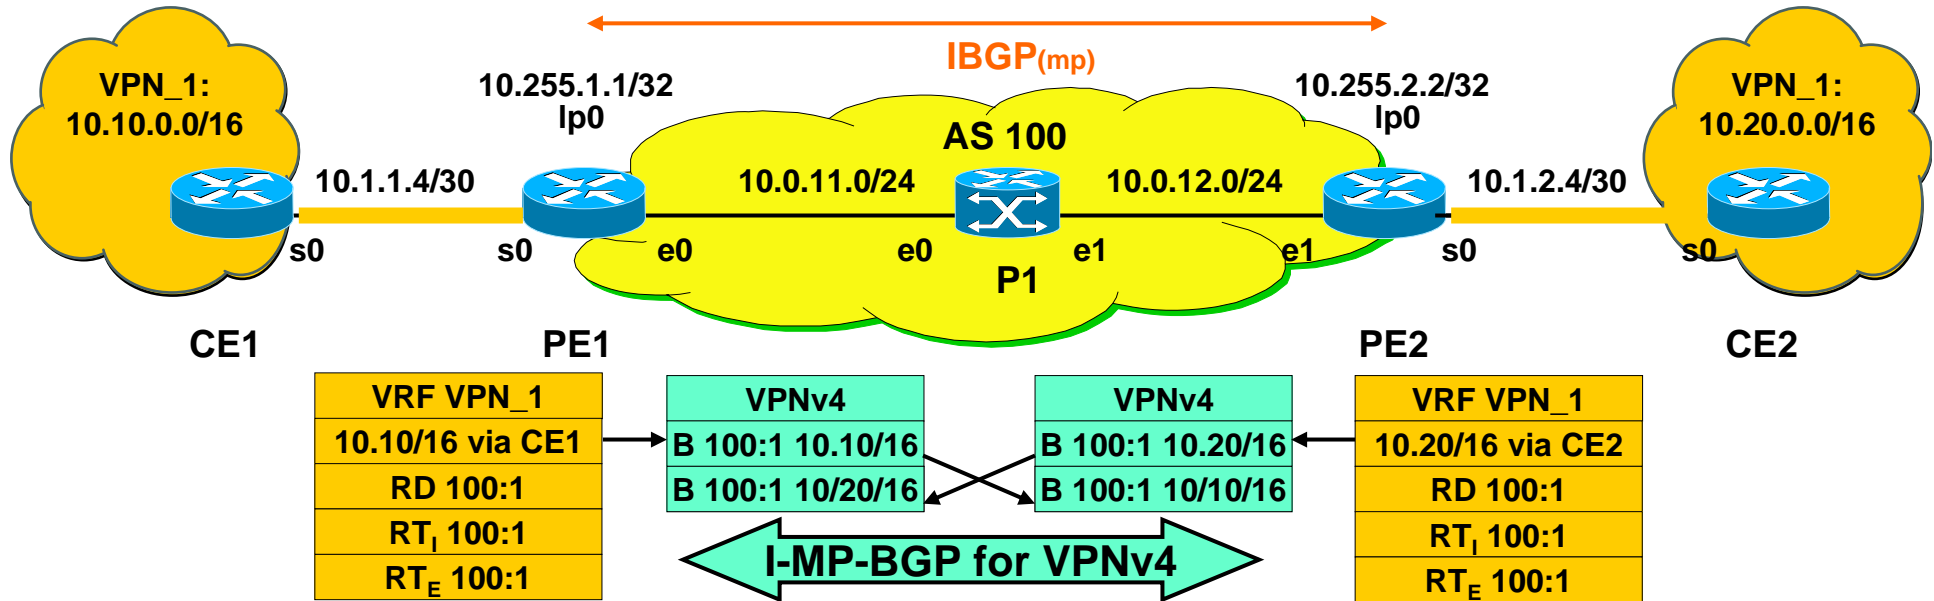 IBGP(mp)
VPN_1:
10.10.0.0/16
10.255.1.1/32
lp0
10.255.2.2/32
lp0
VPN_1:
10.20.0.0/16
AS 100
10.1.1.4/30
10.0.11.0/24
10.0.12.0/24
10.1.2.4/30
s0
s0
e0
e0
e1
e1
s0
s0
P1
CE1
PE1
PE2
CE2
VRF VPN_1
10.10/16 via CE1
RD 100:1
RTI 100:1
RTE 100:1
VPNv4
B 100:1 10.10/16
B 100:1 10/20/16
VPNv4
B 100:1 10.20/16
B 100:1 10/10/16
VRF VPN_1
10.20/16 via CE2
RD 100:1
RTI 100:1
RTE 100:1
I-MP-BGP for VPNv4